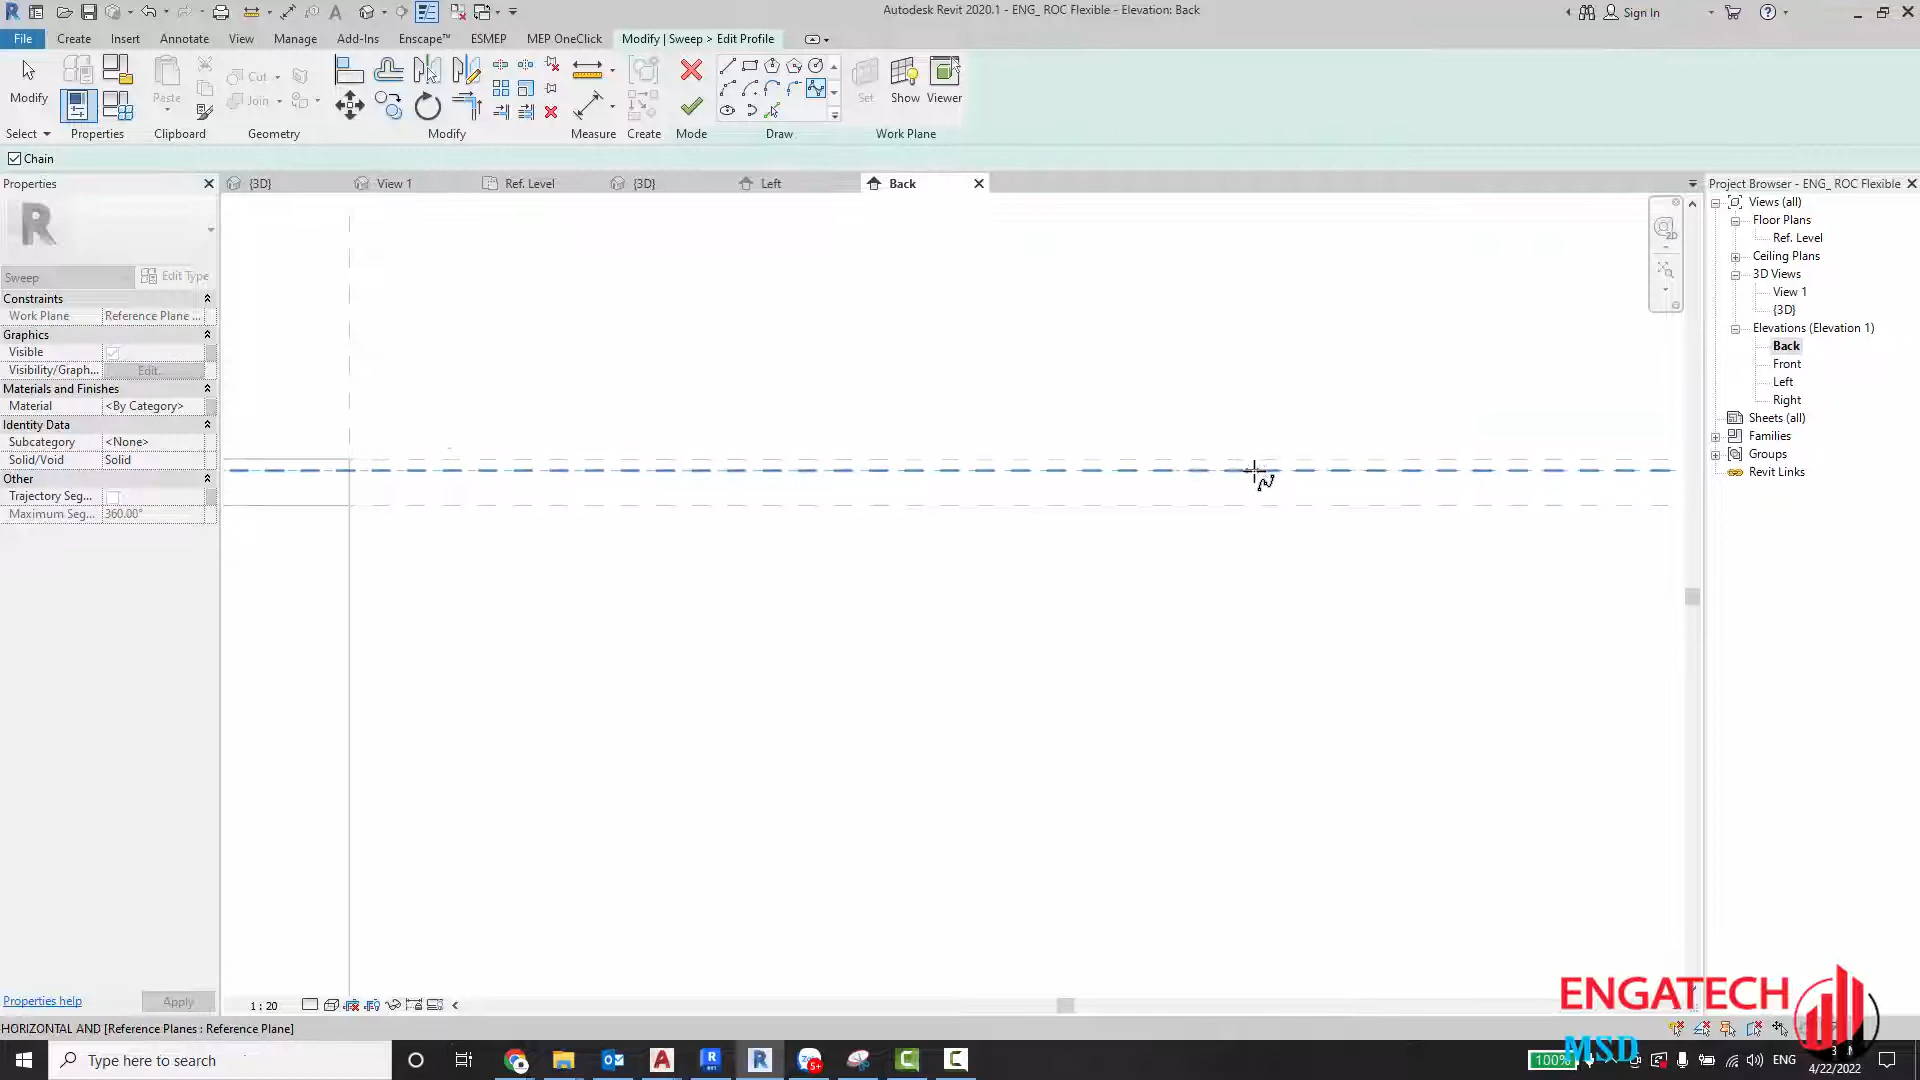 Autodesk Revit 2020.1 - ENG_ ROC Flexible - Elevation: Back
Sign In
File Create Insert Annotate View Manage Add-Ins Enscape™ ESMEP MEP OneClick Modify | Sweep > Edit Profile
Modify
Paste
Cut
Join
Set
Show
Viewer
Select Properties Clipboard Geometry Modify Measure Create Mode Draw Work Plane
Chain
Properties
{3D} View 1 Ref. Level {3D} Left Back
Project Browser - ENG_ ROC Flexible
Sweep
Edit Type
Constraints
Work Plane Reference Plane ...
Graphics
Visible
Visibility/Graph... Edit...
Materials and Finishes
Material <By Category>
Identity Data
Subcategory <None>
Solid/Void Solid
Other
Trajectory Seg...
Maximum Seg... 360.00°
Properties help
Apply
Views (all)
Floor Plans
Ref. Level
Ceiling Plans
3D Views
View 1
{3D}
Elevations (Elevation 1)
Back
Front
Left
Right
Sheets (all)
Families
Groups
Revit Links
2D
1 : 20
HORIZONTAL AND [Reference Planes : Reference Plane]
ENGATECH
MSD
Type here to search
100%
ENG
4/22/2022